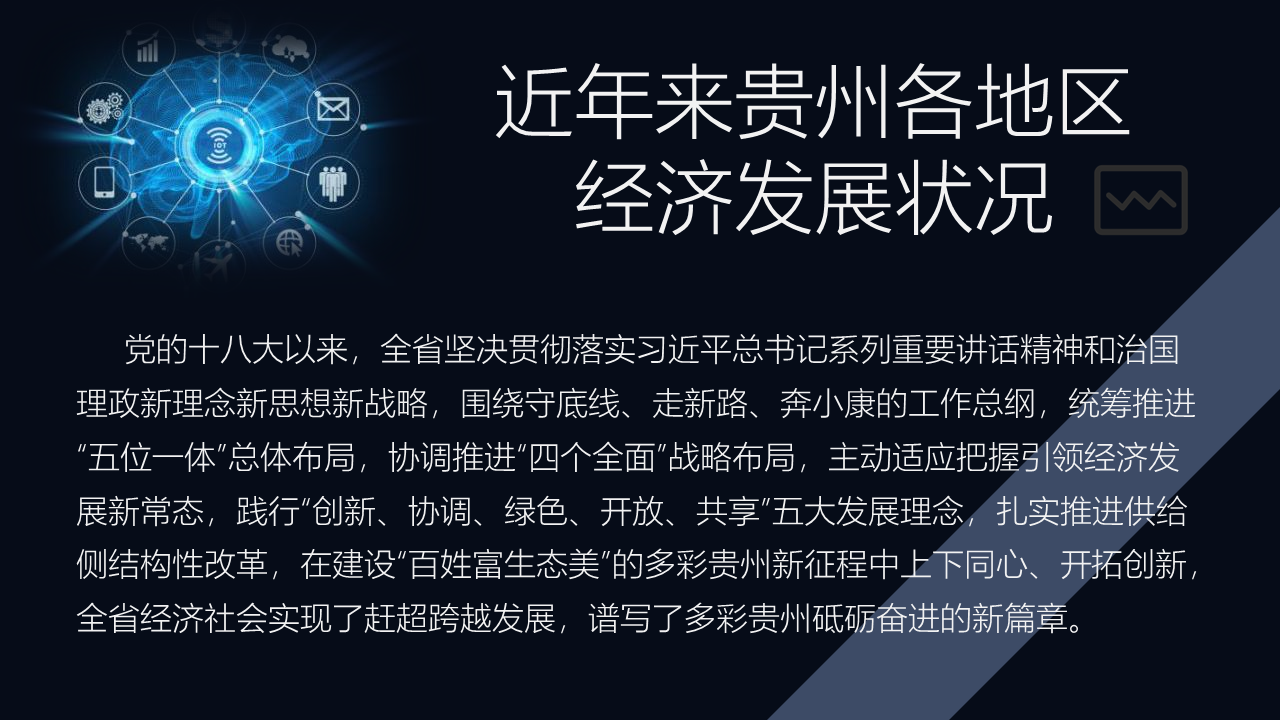 IOT
近年来贵州各地区
经济发展状况
党的十八大以来，全省坚决贯彻落实习近平总书记系列重要讲话精神和治国
理政新理念新思想新战略，围绕守底线、走新路、奔小康的工作总纲，统筹推进
“五位一体”总体布局，协调推进“四个全面”战略布局，主动适应把握引领经济发
展新常态，践行“创新、协调、绿色、开放、共享”五大发展理念，扎实推进供给
侧结构性改革，在建设“百姓富生态美”的多彩贵州新征程中上下同心、开拓创新，
全省经济社会实现了赶超跨越发展，谱写了多彩贵州砥砺奋进的新篇章。